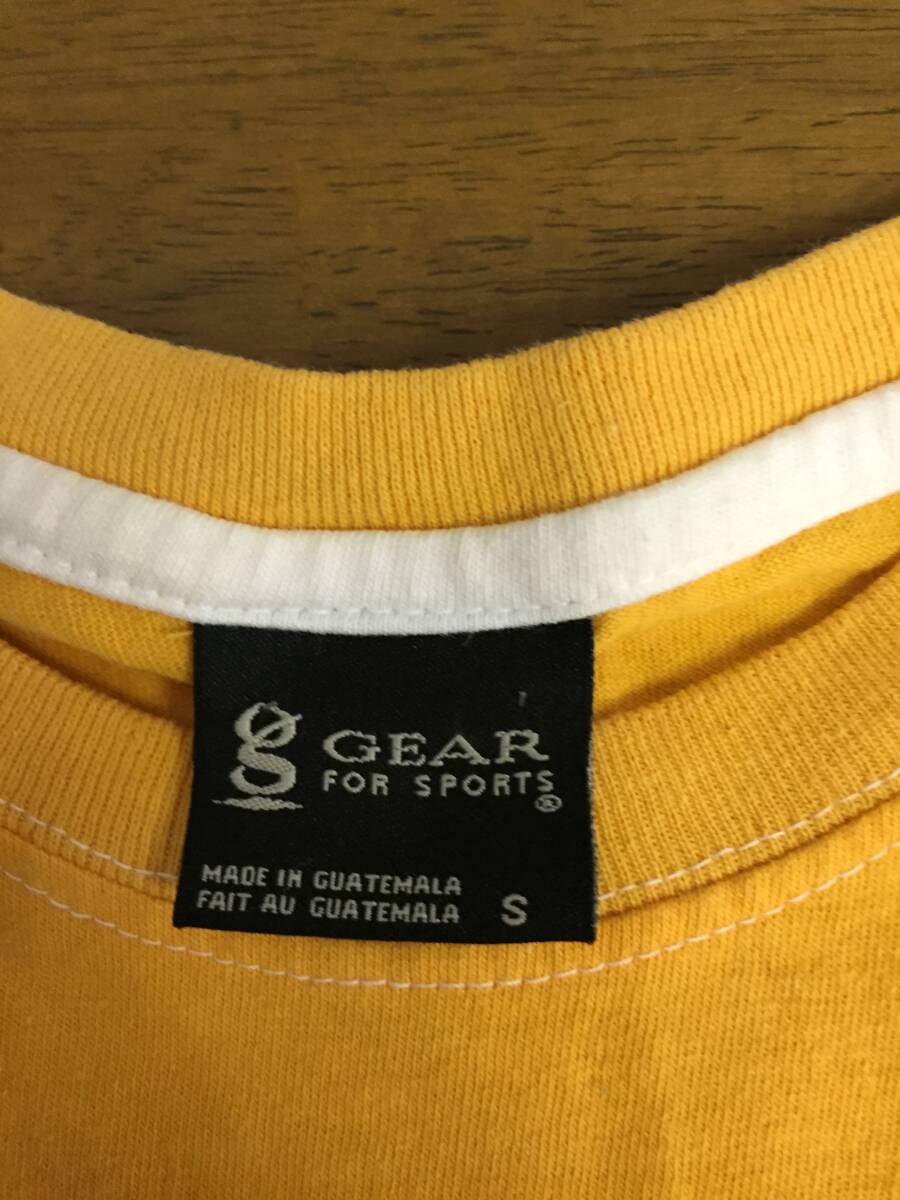 g GEAR
FOR SPORTS®
MADE IN GUATEMALA
FAIT AU GUATEMALA S